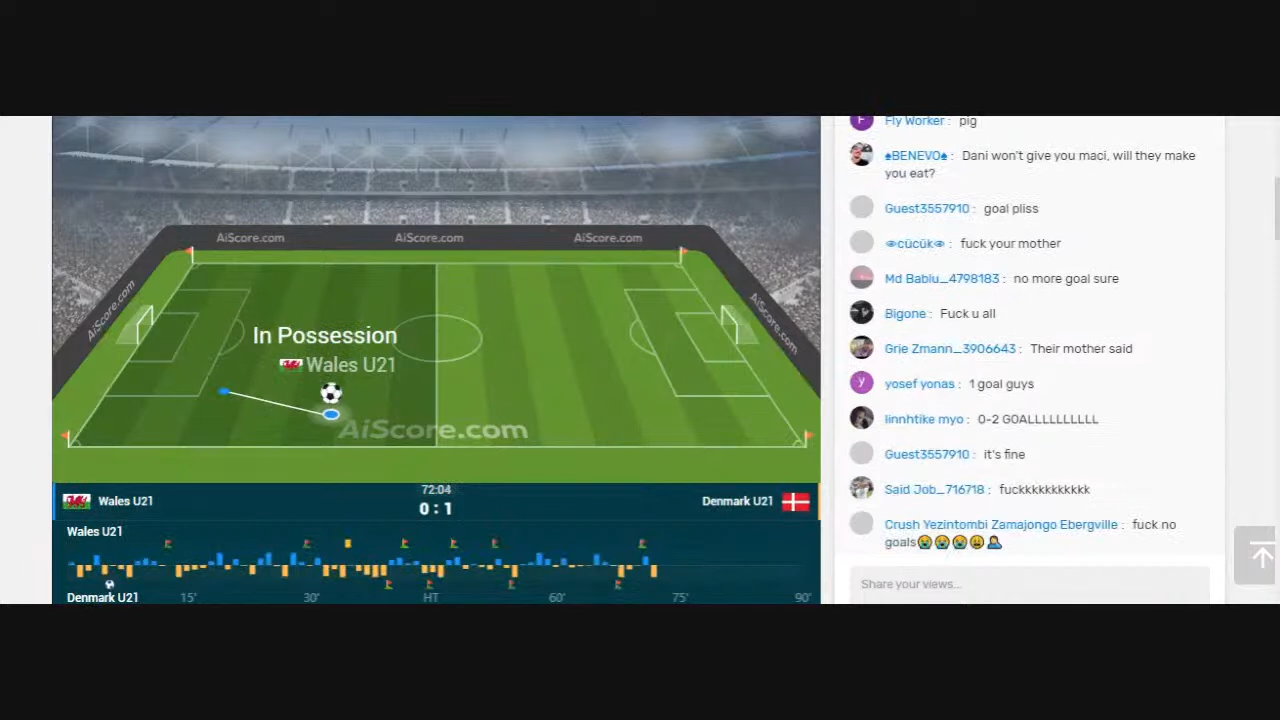 AiScore.com AiScore.com AiScore.com
AiScore.com
AiScore.com
In Possession
Wales U21
AiScore.com
Wales U21
72:04
0 : 1
Denmark U21
Wales U21
Denmark U21 15' 30' HT 60' 75' 90'
F Fly Worker : pig
♠BENEVO♠ : Dani won't give you maci, will they make
you eat?
Guest3557910 : goal pliss
👁cücük👁 : fuck your mother
Md Bablu_4798183 : no more goal sure
Bigone : Fuck u all
Grie Zmann_3906643 : Their mother said
y yosef yonas : 1 goal guys
linnhtike myo : 0-2 GOALLLLLLLLLL
Guest3557910 : it's fine
Said Job_716718 : fuckkkkkkkkkkk
Crush Yezintombi Zamajongo Ebergville : fuck no
goals😭😭😭😩🤦
Share your views...